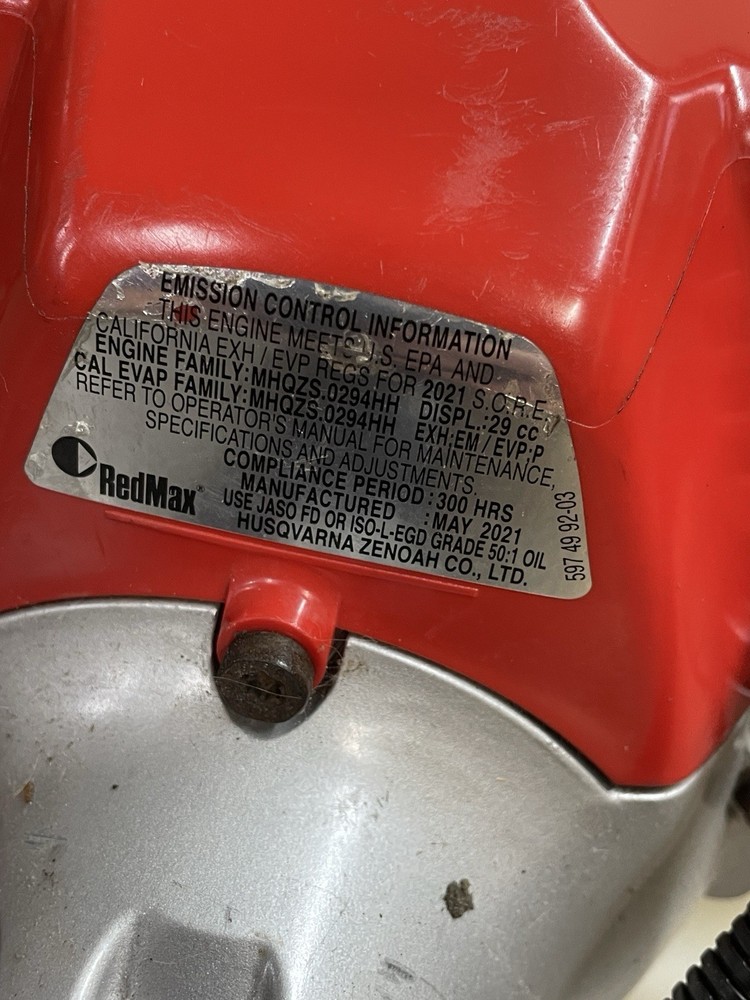 EMISSION CONTROL INFORMATION
THIS ENGINE MEETS U.S. EPA AND
CALIFORNIA EXH / EVP REGS FOR 2021 S.O.R.E./
ENGINE FAMILY:MHQZS.0294HH DISPL.:29 cc
CAL EVAP FAMILY:MHQZS.0294HH EXH:EM / EVP:P
REFER TO OPERATOR'S MANUAL FOR MAINTENANCE,
SPECIFICATIONS AND ADJUSTMENTS.
COMPLIANCE PERIOD :300 HRS
MANUFACTURED :MAY 2021
USE JASO FD OR ISO-L-EGD GRADE 50:1 OIL
HUSQVARNA ZENOAH CO., LTD.
RedMax®
597 49 92-03